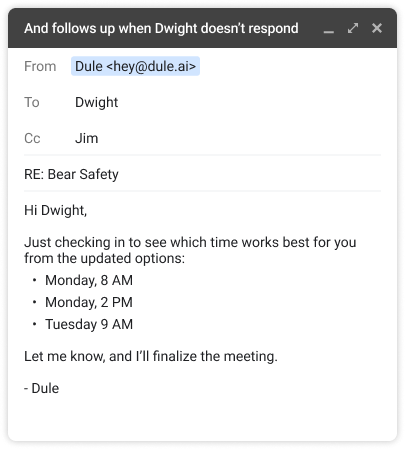 And follows up when Dwight doesn’t respond
From Dule <hey@dule.ai>
To Dwight
Cc Jim
RE: Bear Safety
Hi Dwight,
Just checking in to see which time works best for you
from the updated options:
• Monday, 8 AM
• Monday, 2 PM
• Tuesday 9 AM
Let me know, and I’ll finalize the meeting.
- Dule